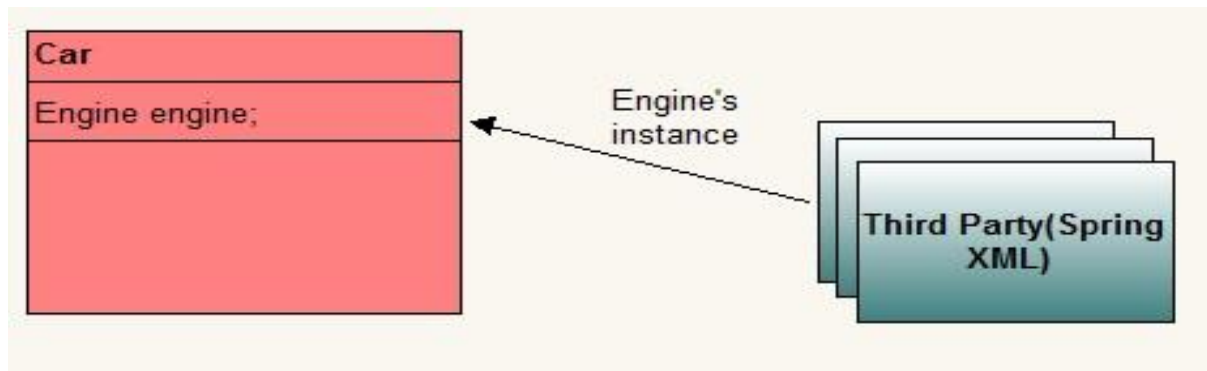 Car
Engine engine;
Engine's
instance
Third Party(Spring
XML)